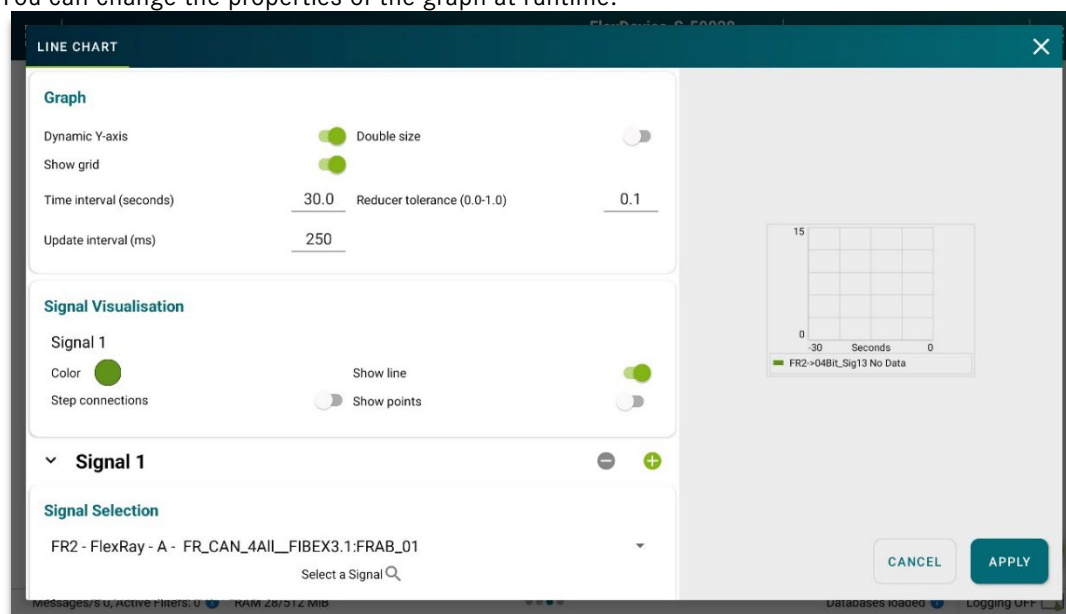 You can change the properties of the graph at runtime.
LINE CHART
Graph
Dynamic Y-axis Double size
Show grid
Time interval (seconds) 30.0 Reducer tolerance (0.0-1.0) 0.1
Update interval (ms) 250
Signal Visualisation
Signal 1
Color Show line
Step connections Show points
Signal 1
Signal Selection
FR2 - FlexRay - A - FR_CAN_4All__FIBEX3.1:FRAB_01
Select a Signal
15
0
-30 Seconds 0
FR2->04Bit_Sig13 No Data
CANCEL APPLY
Messages/s 0, Active Filters: 0 RAM 28/512 MiB Databases loaded Logging OFF